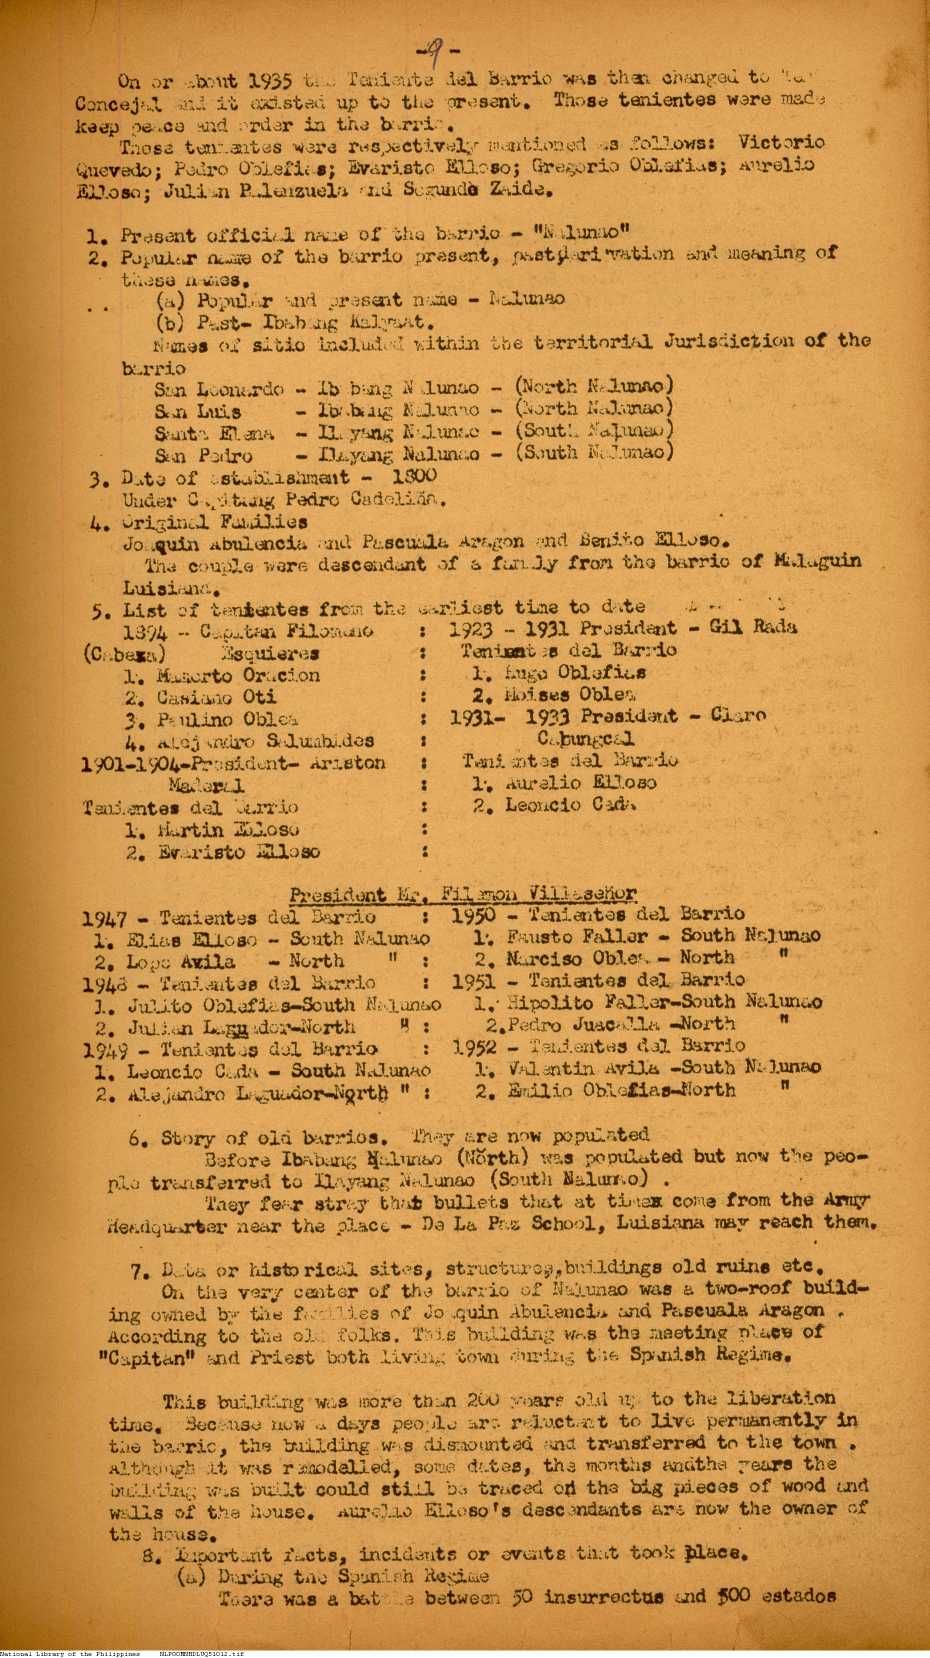 -9-
On or about 1935 the Teniente del Barrio was then changed to
Concejal and it existed up to the present. Those tenientes were made
keep peace and order in the barrio.
Those tenientes were respectively mentioned as follows: Victorio
Quevedo; Pedro Oblefias; Evaristo Elloso; Gregorio Oblefias; Aurelio
Elloso; Julian Palenzuela and Segundo Zaide.
1. Present official name of the barrio - "Nalunao"
2. Popular name of the barrio present, past, derivation and meaning of
these names.
(a) Popular and present name - Nalunao
(b) Past- Ibabang Kalyaat.
Names of sitio included within the territorial Jurisdiction of the
barrio
San Leonardo - Ibabang Nalunao - (North Nalunao)
San Luis - Ibabang Nalunao - (North Nalunao)
Santa Elena - Ilayang Nalunao - (South Nalunao)
San Pedro - Ilayang Nalunao - (South Nalunao)
3. Date of establishment - 1800
Under Capitang Pedro Cadeliña.
4. Original Families
Joaquin Abulencia and Pascuala Aragon and Benito Elloso.
The couple were descendant of a family from the barrio of Malaguin
Luisiana.
5. List of tenientes from the earliest time to date
1894 - Capitan Filomeno : 1923 - 1931 President - Gil Rada
(Cabeza) Esquieres : Tenientes del Barrio
1. Maserto Oracion : 1. Hugo Oblefias
2. Casiano Oti : 2. Moises Oblea
3. Paulino Oblea : 1931- 1933 President - Claro
4. Alejandro Salumbides : Cabungcal
1901-1904-President- Ariston : Tenientes del Barrio
Maderal : 1. Aurelio Elloso
Tenientes del Barrio : 2. Leoncio Cada
1. Martin Elloso :
2. Evaristo Elloso :
President Mr. Filemon Villaseñor
1947 - Tenientes del Barrio : 1950 - Tenientes del Barrio
1. Elias Elloso - South Nalunao 1. Fausto Faller - South Nalunao
2. Lope Avila - North " : 2. Narciso Oblea - North "
1948 - Tenientes del Barrio : 1951 - Tenientes del Barrio
1. Julito Oblefias-South Nalunao 1. Hipolito Faller-South Nalunao
2. Julian Laguador-North " : 2.Pedro Juacalla -North "
1949 - Tenientes del Barrio : 1952 - Tenientes del Barrio
1. Leoncio Cada - South Nalunao 1. Valentin Avila -South Nalunao
2. Alejandro Laguador-North " : 2. Emilio Oblefias-North "
6. Story of old barrios. They are now populated
Before Ibabang Nalunao (North) was populated but now the peo-
ple transferred to Ilayang Nalunao (South Nalunao) .
They fear stray that bullets that at times come from the Army
Headquarter near the place - De La Paz School, Luisiana may reach them.
7. Data or historical sites, structures, buildings old ruins etc.
On the very center of the barrio of Nalunao was a two-roof build-
ing owned by the families of Joaquin Abulencia and Pascuala Aragon .
According to the old folks. This building was the meeting place of
"Capitan" and Priest both living town during the Spanish Regime.
This building was more than 200 years old up to the liberation
time. Because now a days people are reluctant to live permanently in
the barrio, the building was dismounted and transferred to the town .
Although it was remodelled, some dates, the months andthe years the
building was built could still be traced on the big pieces of wood and
walls of the house. Aurelio Elloso's descendants are now the owner of
the house.
8. Important facts, incidents or events that took place.
(a) During the Spanish Regime
There was a battle between 50 insurrectus and 500 estados
National Library of the Philippines NLPOOMNHDLUQ51012.tif